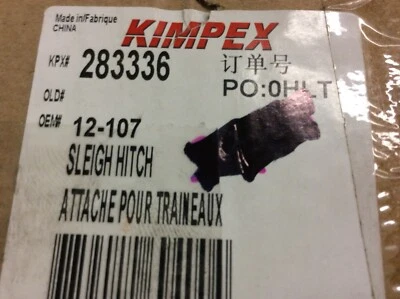 Made in/Fabrique
CHINA
KIMPEX
KPX# 283336
订单号
OLD#
PO:0HLT
OEM# 12-107
SLEIGH HITCH
ATTACHE POUR TRAINEAUX